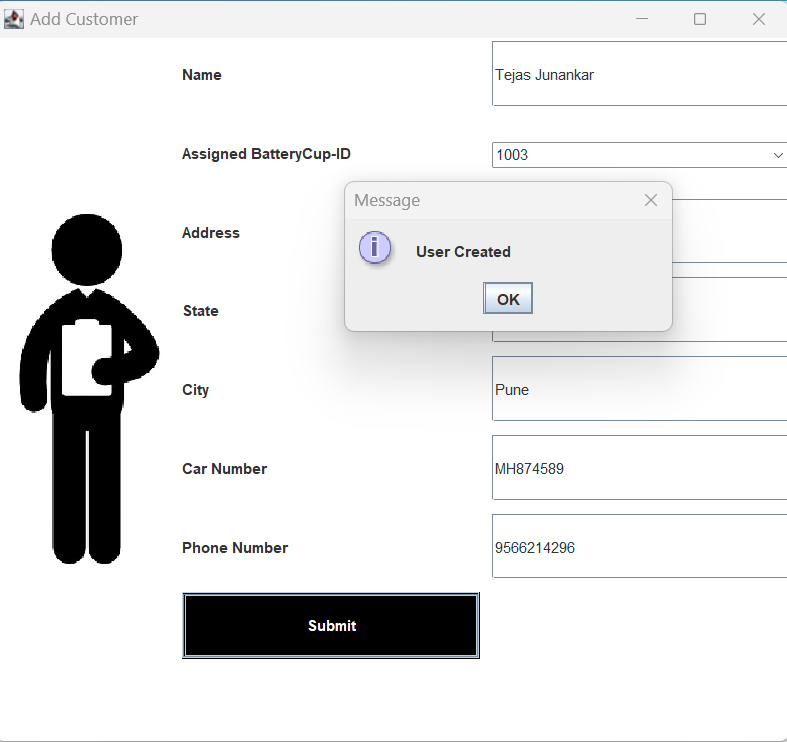 Add Customer
Name
Tejas Junankar
Assigned BatteryCup-ID
1003
Message
Address
i
User Created
OK
State
City
Pune
Car Number
MH874589
Phone Number
9566214296
Submit